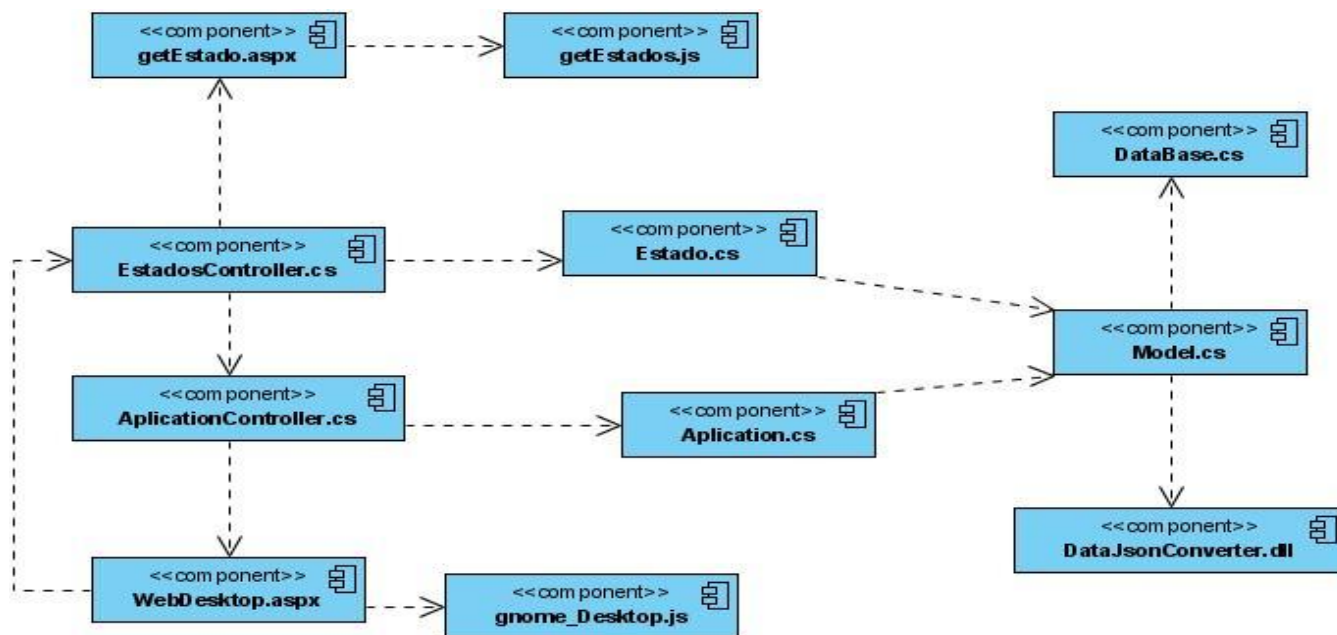 <<component>>
getEstado.aspx
<<component>>
getEstados.js
<<component>>
DataBase.cs
<<component>>
EstadosController.cs
<<component>>
Estado.cs
<<component>>
Model.cs
<<component>>
AplicationController.cs
<<component>>
Aplication.cs
<<component>>
DataJsonConverter.dll
<<component>>
WebDesktop.aspx
<<component>>
gnome_Desktop.js